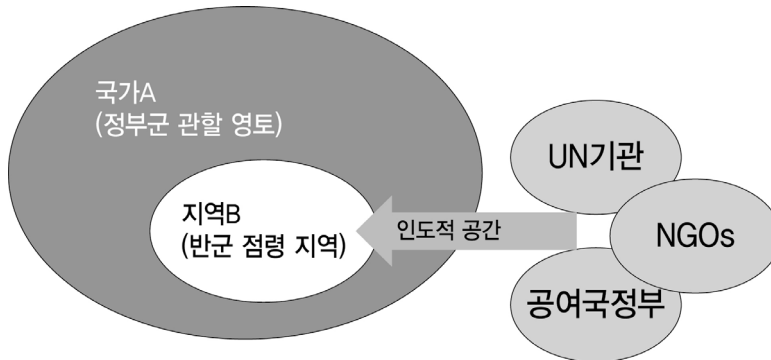 국가A
(정부군 관할 영토)
지역B
(반군 점령 지역)
인도적 공간
UN기관
NGOs
공여국정부